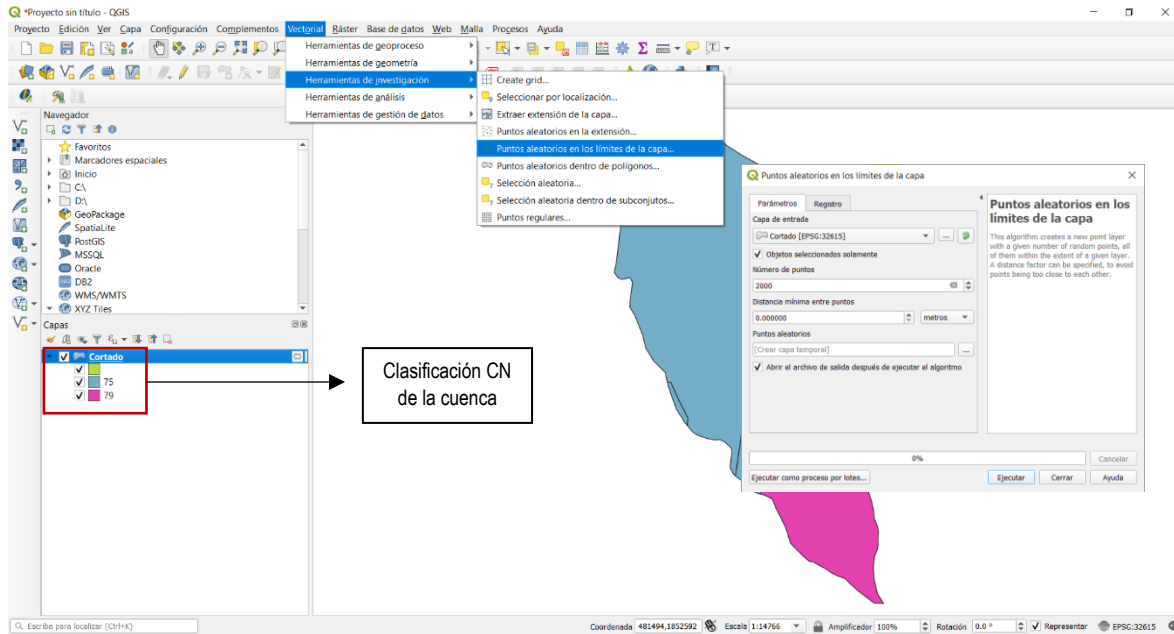 *Proyecto sin título - QGIS
Proyecto Edición Ver Capa Configuración Complementos Vectorial Ráster Base de datos Web Malla Procesos Ayuda
Herramientas de geoproceso
Herramientas de geometría
Herramientas de investigación
Herramientas de análisis
Herramientas de gestión de datos
Create grid...
Seleccionar por localización...
Extraer extensión de la capa...
Puntos aleatorios en la extensión...
Puntos aleatorios en los límites de la capa...
Puntos aleatorios dentro de polígonos...
Selección aleatoria...
Selección aleatoria dentro de subconjutos...
Puntos regulares...
Navegador
Favoritos
Marcadores espaciales
Inicio
C:\
D:\
GeoPackage
SpatiaLite
PostGIS
MSSQL
Oracle
DB2
WMS/WMTS
XYZ Tiles
Capas
Cortado
75
79
Clasificación CN
de la cuenca
Puntos aleatorios en los límites de la capa
Parámetros Registro
Capa de entrada
Cortado [EPSG:32615]
Objetos seleccionados solamente
Número de puntos
2000
Distancia mínima entre puntos
0.000000 metros
Puntos aleatorios
[Crear capa temporal]
Abrir el archivo de salida después de ejecutar el algoritmo
Puntos aleatorios en los
límites de la capa
This algorithm creates a new point layer
with a given number of random points, all
of them within the extent of a given layer.
A distance factor can be specified, to avoid
points being too close to each other.
0%
Cancelar
Ejecutar como proceso por lotes...
Ejecutar Cerrar Ayuda
Escriba para localizar (Ctrl+K)
Coordenada 481494,1852592 Escala 1:14766 Amplificador 100% Rotación 0.0 ° Representar EPSG:32615